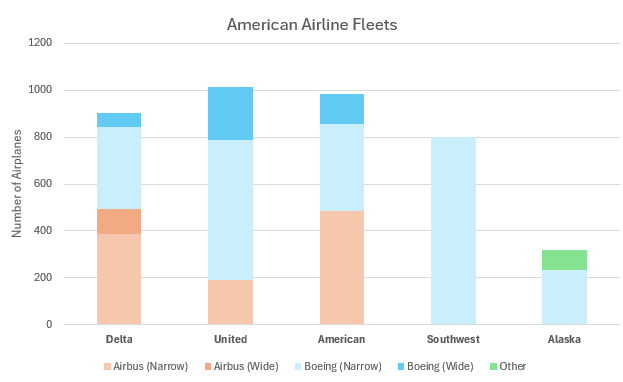 American Airline Fleets
1200
1000
800
600
400
200
0
Number of Airplanes
Delta United American Southwest Alaska
Airbus (Narrow) Airbus (Wide) Boeing (Narrow) Boeing (Wide) Other